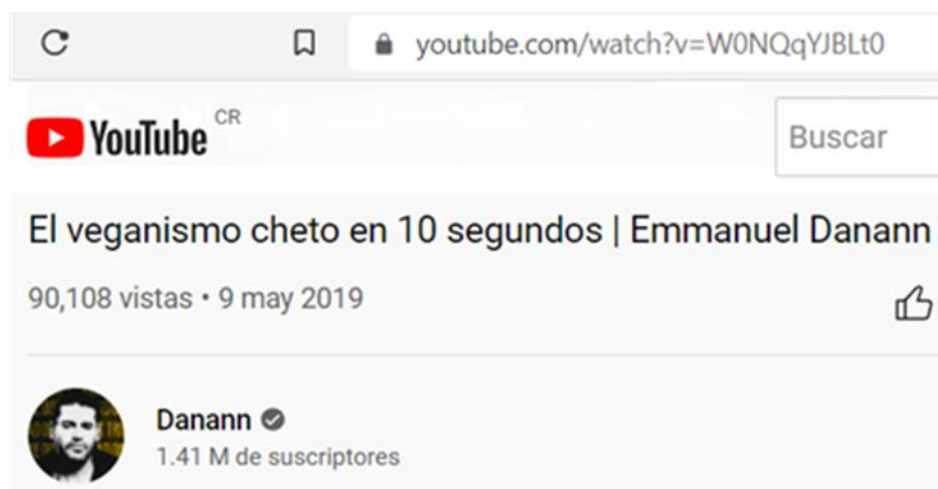 youtube.com/watch?v=W0NQqYJBLt0
YouTube CR
Buscar
El veganismo cheto en 10 segundos | Emmanuel Danann
90,108 vistas • 9 may 2019
Danann
1.41 M de suscriptores